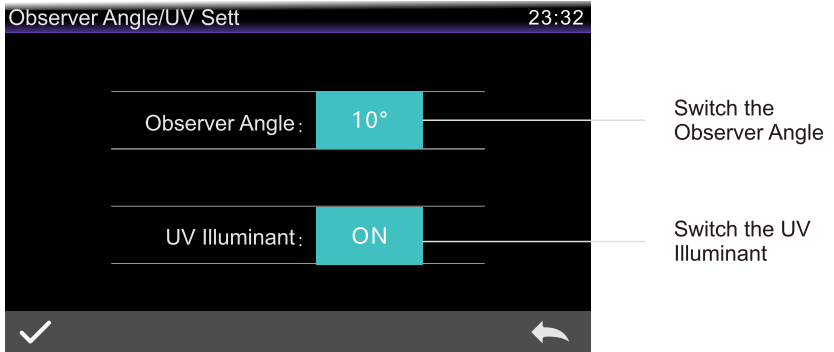 Observer Angle/UV Sett 23:32
Observer Angle: 10°
Switch the
Observer Angle
UV Illuminant: ON
Switch the UV
Illuminant